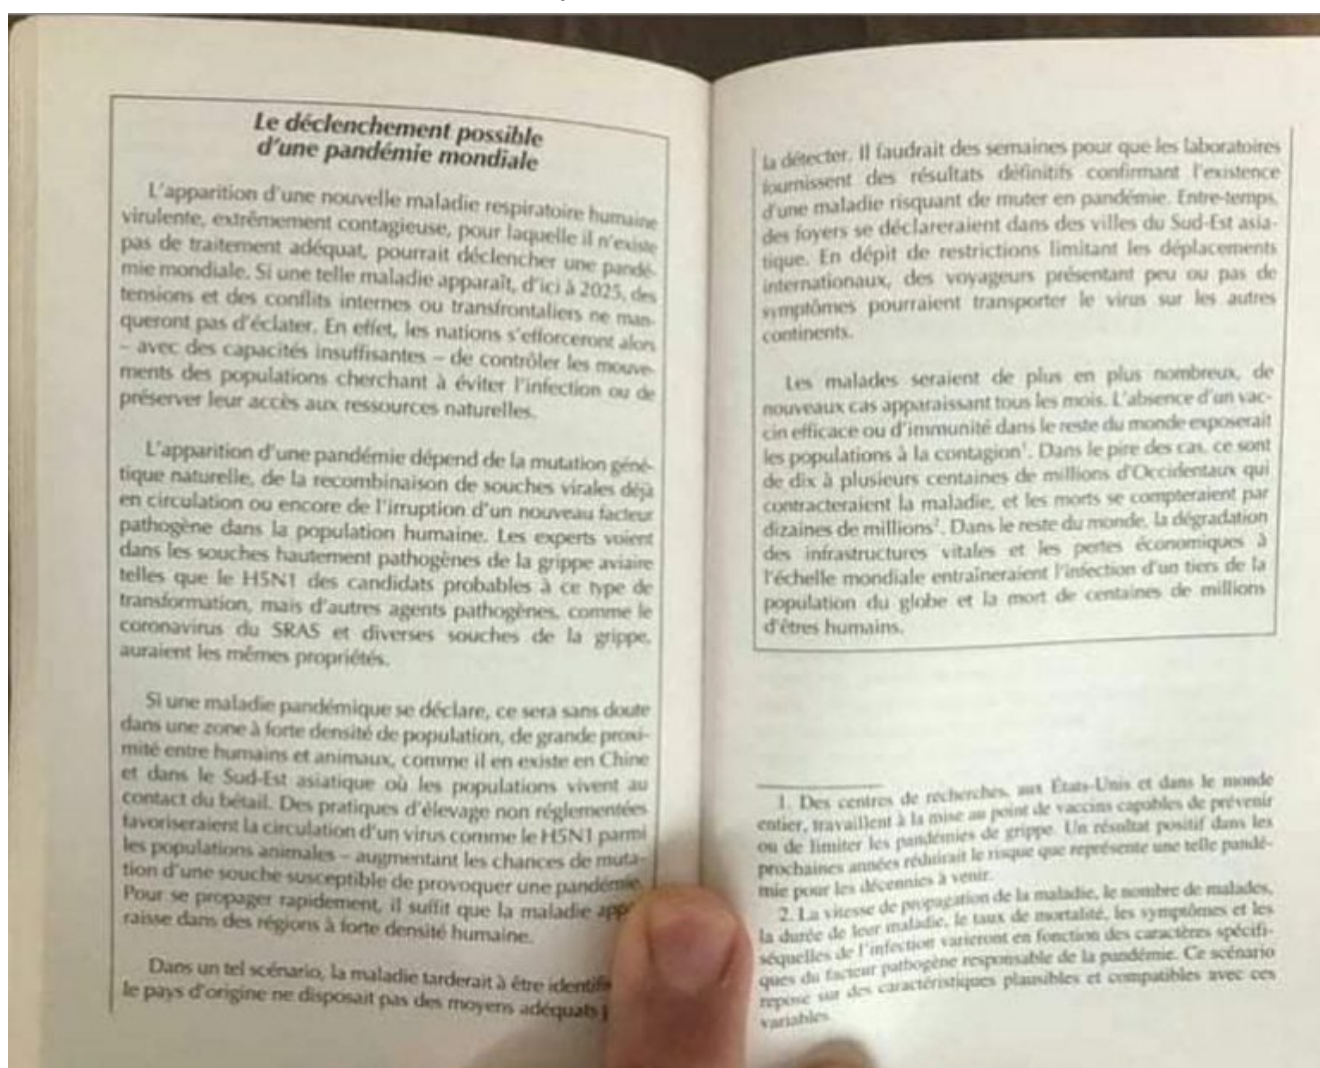 Le déclenchement possible
d'une pandémie mondiale
L'apparition d'une nouvelle maladie respiratoire humaine
virulente, extrêmement contagieuse, pour laquelle il n'existe
pas de traitement adéquat, pourrait déclencher une pandé-
mie mondiale. Si une telle maladie apparaît, d'ici à 2025, des
tensions et des conflits internes ou transfrontaliers ne man-
queront pas d'éclater. En effet, les nations s'efforceront alors
– avec des capacités insuffisantes – de contrôler les mouve-
ments des populations cherchant à éviter l'infection ou de
préserver leur accès aux ressources naturelles.
L'apparition d'une pandémie dépend de la mutation géné-
tique naturelle, de la recombinaison de souches virales déjà
en circulation ou encore de l'irruption d'un nouveau facteur
pathogène dans la population humaine. Les experts voient
dans les souches hautement pathogènes de la grippe aviaire
telles que le H5N1 des candidats probables à ce type de
transformation, mais d'autres agents pathogènes, comme le
coronavirus du SRAS et diverses souches de la grippe,
auraient les mêmes propriétés.
Si une maladie pandémique se déclare, ce sera sans doute
dans une zone à forte densité de population, de grande proxi-
mité entre humains et animaux, comme il en existe en Chine
et dans le Sud-Est asiatique où les populations vivent au
contact du bétail. Des pratiques d'élevage non réglementées
favoriseraient la circulation d'un virus comme le H5N1 parmi
les populations animales – augmentant les chances de muta-
tion d'une souche susceptible de provoquer une pandémie.
Pour se propager rapidement, il suffit que la maladie
raisse dans des régions à forte densité humaine.
Dans un tel scénario, la maladie tarderait à être
le pays d'origine ne disposait pas des moyens adéquats
la détecter. Il faudrait des semaines pour que les laboratoires
fournissent des résultats définitifs confirmant l'existence
d'une maladie risquant de muter en pandémie. Entre-temps,
des foyers se déclareraient dans des villes du Sud-Est asia-
tique. En dépit de restrictions limitant les déplacements
internationaux, des voyageurs présentant peu ou pas de
symptômes pourraient transporter le virus sur les autres
continents.
Les malades seraient de plus en plus nombreux, de
nouveaux cas apparaissant tous les mois. L'absence d'un vac-
cin efficace ou d'immunité dans le reste du monde exposerait
les populations à la contagion¹. Dans le pire des cas, ce sont
de dix à plusieurs centaines de millions d'Occidentaux qui
contracteraient la maladie, et les morts se compteraient par
dizaines de millions². Dans le reste du monde, la dégradation
des infrastructures vitales et les pertes économiques à
l'échelle mondiale entraîneraient l'infection d'un tiers de la
population du globe et la mort de centaines de millions
d'êtres humains.
1. Des centres de recherches, aux États-Unis et dans le monde
entier, travaillent à la mise au point de vaccins capables de prévenir
ou de limiter les pandémies de grippe. Un résultat positif dans les
prochaines années réduirait le risque que représente une telle pandé-
mie pour les décennies à venir.
2. La vitesse de propagation de la maladie, le nombre de malades,
la durée de leur maladie, le taux de mortalité, les symptômes et les
séquelles de l'infection varieront en fonction des caractères spécifi-
ques du facteur pathogène responsable de la pandémie. Ce scénario
repose sur des caractéristiques plausibles et compatibles avec ces
variables.